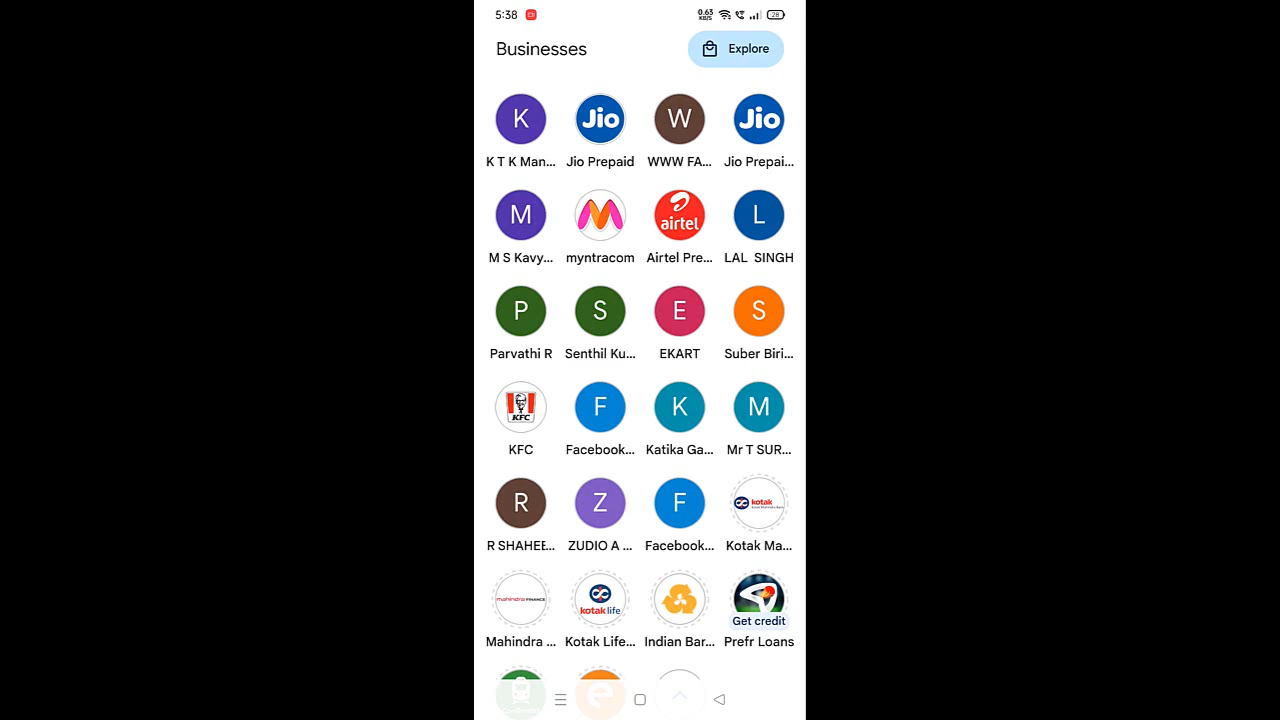 5:38 0.63 KB/S 28
Businesses Explore
K Jio W Jio
K T K Man... Jio Prepaid WWW FA... Jio Prepai...
M airtel L
M S Kavy... myntracom Airtel Pre... LAL SINGH
P S E S
Parvathi R Senthil Ku... EKART Suber Biri...
KFC F K M
KFC Facebook... Katika Ga... Mr T SUR...
R Z F kotak
R SHAHEE... ZUDIO A ... Facebook... Kotak Ma...
mahindra FINANCE kotak life
Get credit
Mahindra ... Kotak Life... Indian Ban... Prefr Loans